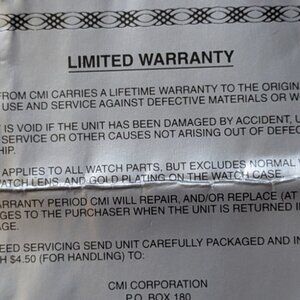 LIMITED WARRANTY
FROM CMI CARRIES A LIFETIME WARRANTY TO THE ORIGIN
USE AND SERVICE AGAINST DEFECTIVE MATERIALS OR W
IS VOID IF THE UNIT HAS BEEN DAMAGED BY ACCIDENT, U
SERVICE OR OTHER CAUSES NOT ARISING OUT OF DEFEC
HIP.
APPLIES TO ALL WATCH PARTS, BUT EXCLUDES NORMAL
WATCH LENS, AND GOLD PLATING ON THE WATCH CASE.
ARRANTY PERIOD CMI WILL REPAIR, AND/OR REPLACE (AT
GES TO THE PURCHASER WHEN THE UNIT IS RETURNED I
AGE.
EED SERVICING SEND UNIT CAREFULLY PACKAGED AND IN
H $4.50 (FOR HANDLING) TO:
CMI CORPORATION
P.O. BOX 180